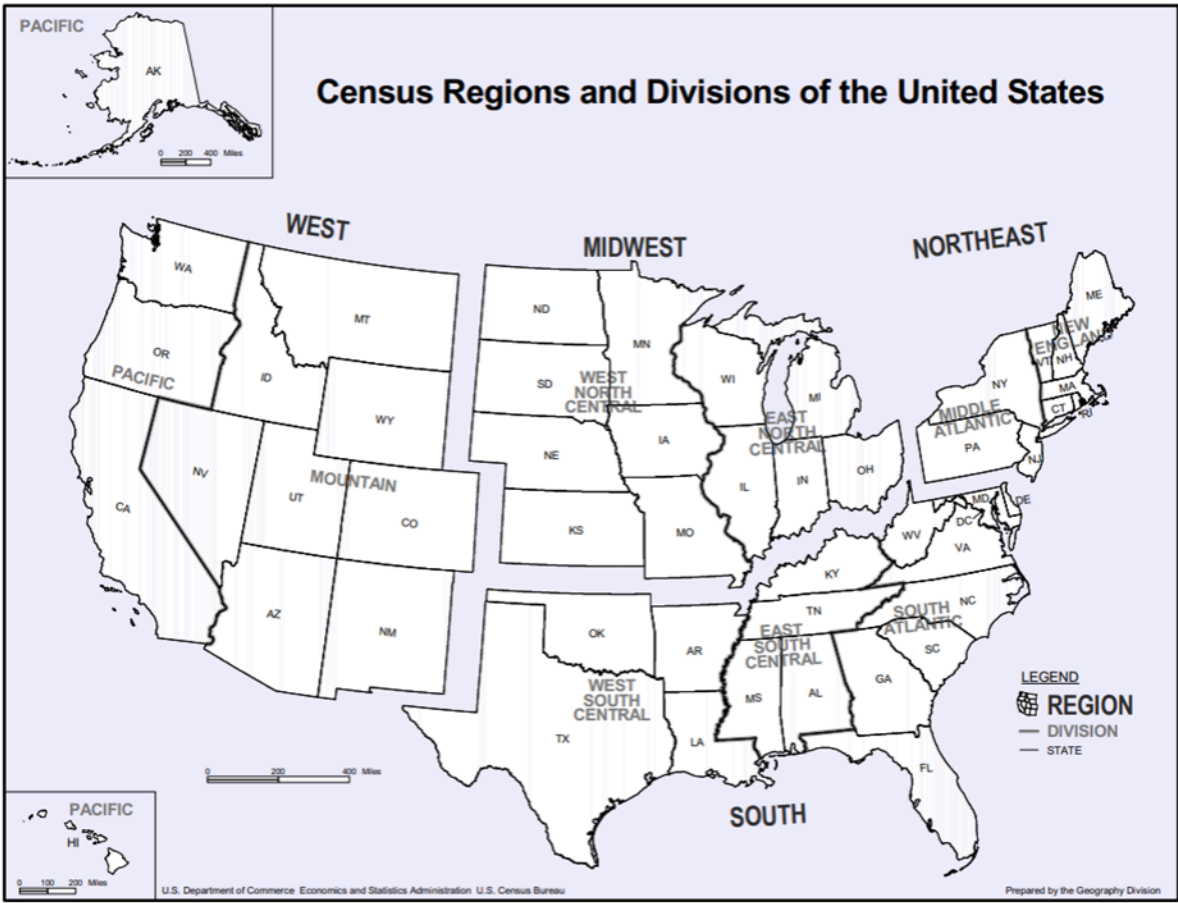 PACIFIC
AK
0 200 400 Miles
Census Regions and Divisions of the United States
WEST
MIDWEST
NORTHEAST
WA
MT
ND
MN
ME
OR
ID
SD
WI
MI
NY
VT
NH
NEW
ENGLAND
PACIFIC
WY
WEST
NORTH
CENTRAL
EAST
NORTH
CENTRAL
MIDDLE
ATLANTIC
MA
CT
RI
NE
IA
PA
NJ
NV
UT
MOUNTAIN
CO
IL
IN
OH
CA
KS
MO
WV
MD
DE
DC
VA
KY
AZ
NM
OK
AR
TN
NC
EAST
SOUTH
CENTRAL
SOUTH
ATLANTIC
SC
WEST
SOUTH
CENTRAL
TX
LA
MS
AL
GA
FL
LEGEND
REGION
DIVISION
STATE
0 200 400 Miles
SOUTH
PACIFIC
HI
0 100 200 Miles
U.S. Department of Commerce Economics and Statistics Administration U.S. Census Bureau
Prepared by the Geography Division